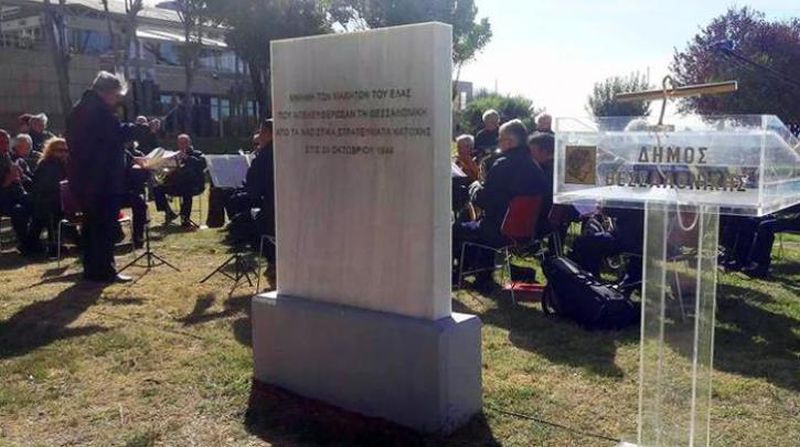 ΜΝΗΜΗ ΤΩΝ ΜΑΧΗΤΩΝ ΤΟΥ ΕΛΑΣ
ΠΟΥ ΑΠΕΛΕΥΘΕΡΩΣΑΝ ΤΗ ΘΕΣΣΑΛΟΝΙΚΗ
ΑΠΟ ΤΑ ΝΑΖΙΣΤΙΚΑ ΣΤΡΑΤΕΥΜΑΤΑ ΚΑΤΟΧΗΣ
ΣΤΙΣ 30 ΟΚΤΩΒΡΙΟΥ 1944
ΔΗΜΟΣ
ΘΕΣΣΑΛΟΝΙΚΗΣ